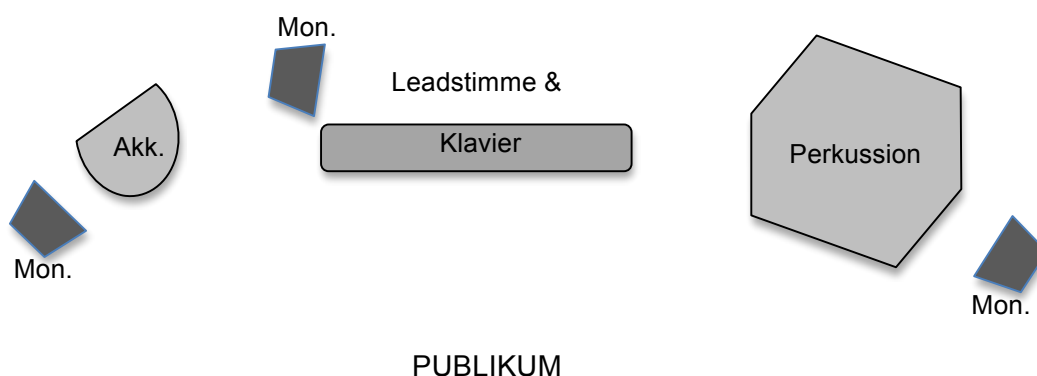 Mon.
Leadstimme &
Akk.
Klavier
Perkussion
Mon.
Mon.
PUBLIKUM